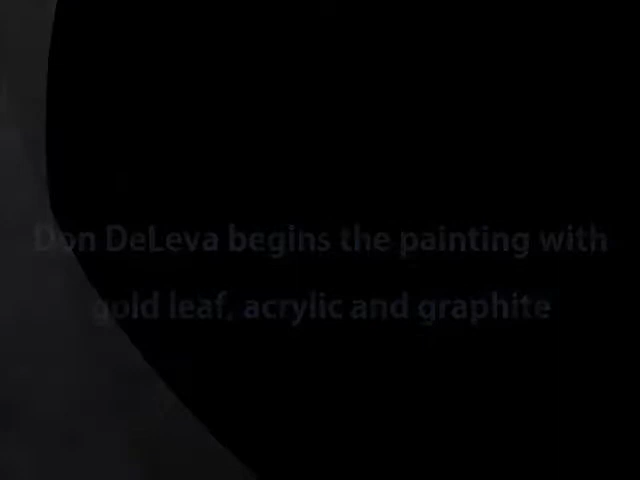 Don DeLeva begins the painting with
gold leaf, acrylic and graphite